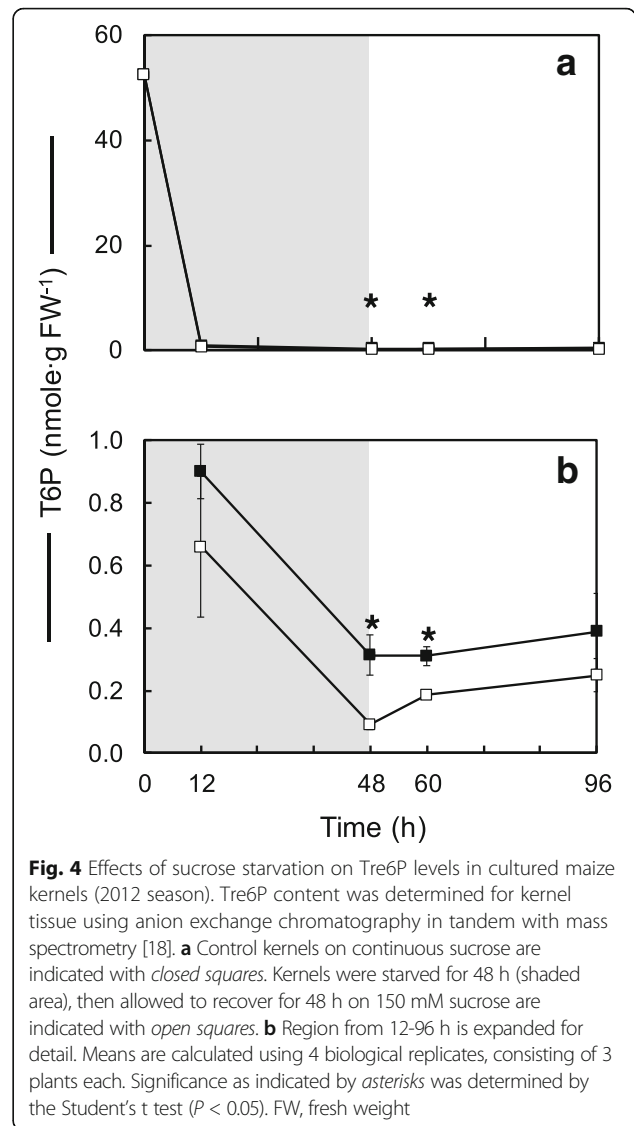 60
a
40
20
* *
0
T6P (nmole·g FW-1)
1.0
b
0.8
0.6
0.4
* *
0.2
0.0
0 12 48 60 96
Time (h)
Fig. 4 Effects of sucrose starvation on Tre6P levels in cultured maize
kernels (2012 season). Tre6P content was determined for kernel
tissue using anion exchange chromatography in tandem with mass
spectrometry [18]. a Control kernels on continuous sucrose are
indicated with closed squares. Kernels were starved for 48 h (shaded
area), then allowed to recover for 48 h on 150 mM sucrose are
indicated with open squares. b Region from 12-96 h is expanded for
detail. Means are calculated using 4 biological replicates, consisting of 3
plants each. Significance as indicated by asterisks was determined by
the Student's t test (P < 0.05). FW, fresh weight